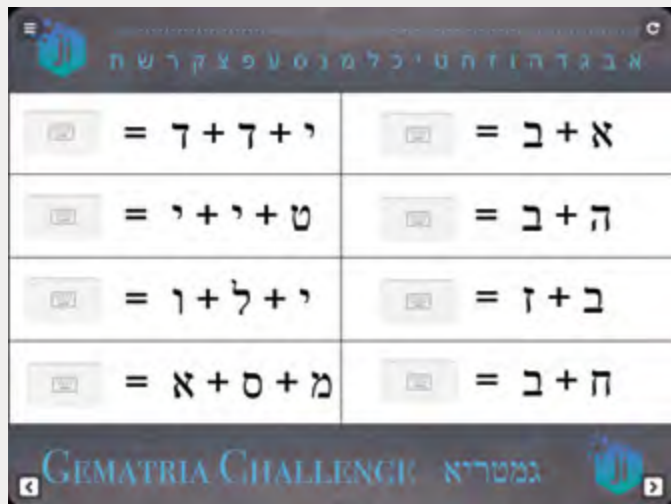 א ב ג ד ה ו ז ח ט י כ ל מ נ ס ע פ צ ק ר ש ת
א + ב =
י + ד + ד =
ה + ב =
ט + י + י =
ב + ז =
י + ל + ו =
ח + ב =
מ + ס + א =
GEMATRIA CHALLENGE גמטריא